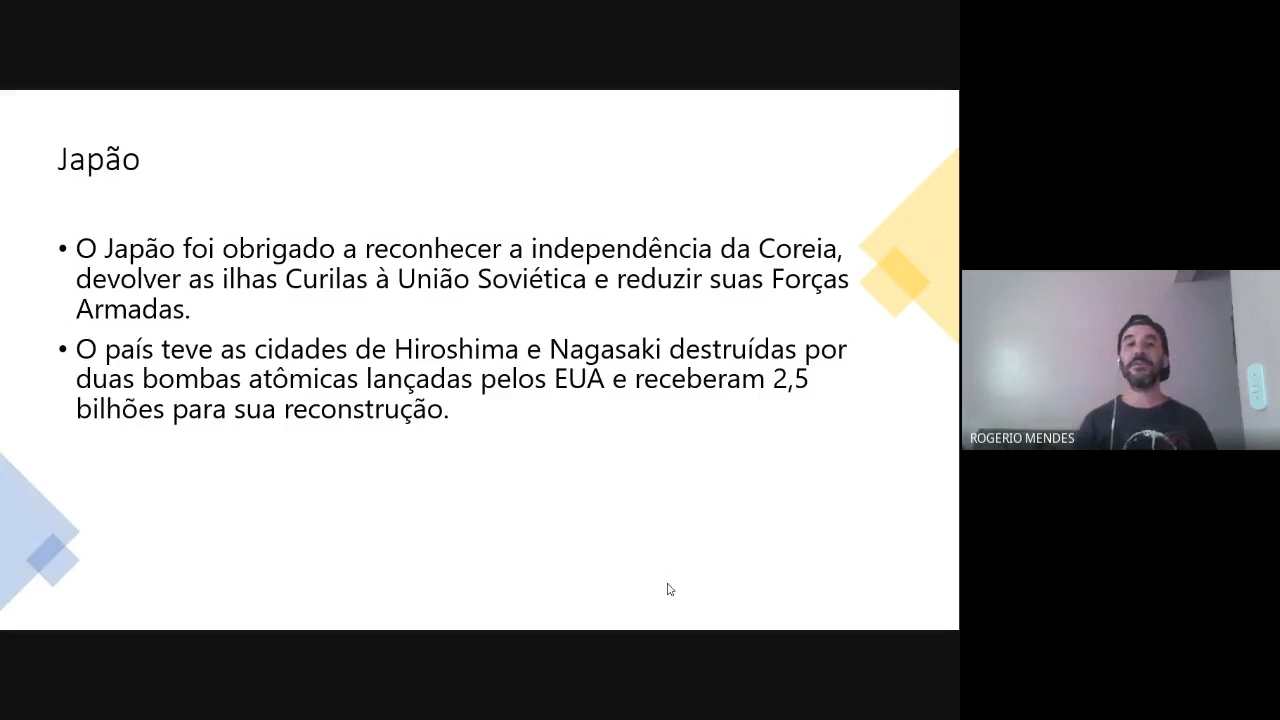 Japão
• O Japão foi obrigado a reconhecer a independência da Coreia,
devolver as ilhas Curilas à União Soviética e reduzir suas Forças
Armadas.
• O país teve as cidades de Hiroshima e Nagasaki destruídas por
duas bombas atômicas lançadas pelos EUA e receberam 2,5
bilhões para sua reconstrução.
ROGERIO MENDES